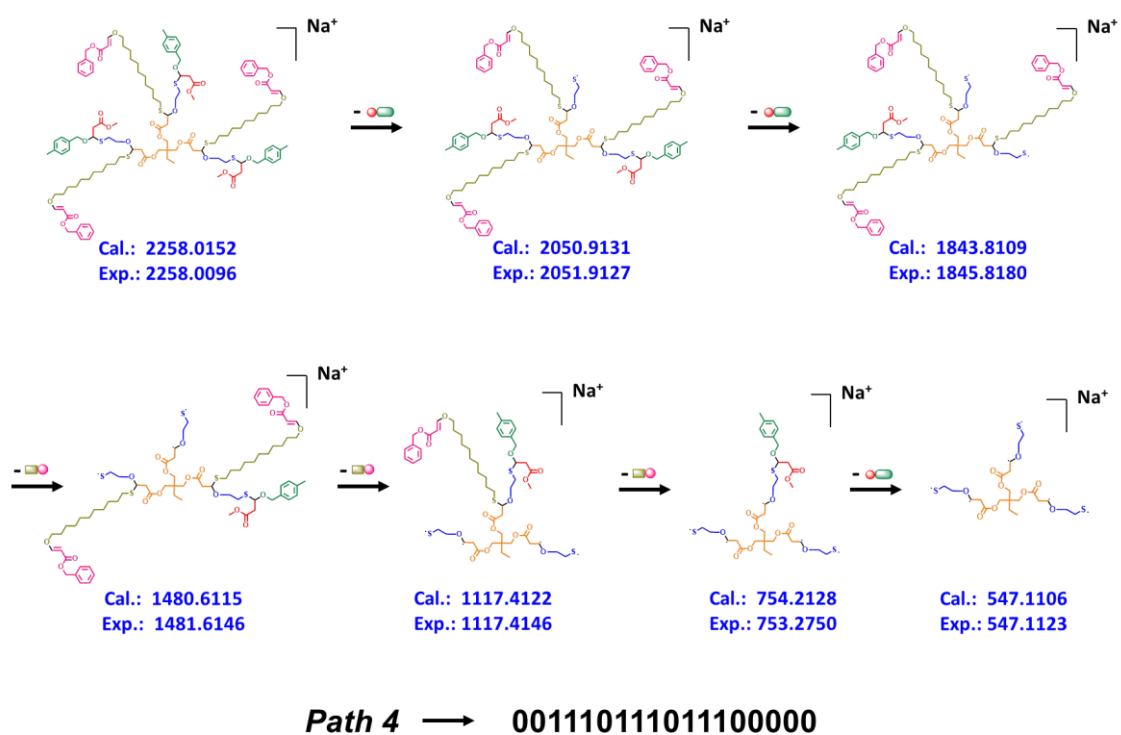 Na+ Na+ Na+
Cal.: 2258.0152 Cal.: 2050.9131 Cal.: 1843.8109
Exp.: 2258.0096 Exp.: 2051.9127 Exp.: 1845.8180
Na+ Na+ Na+ Na+
Cal.: 1480.6115 Cal.: 1117.4122 Cal.: 754.2128 Cal.: 547.1106
Exp.: 1481.6146 Exp.: 1117.4146 Exp.: 753.2750 Exp.: 547.1123
Path 4 → 001110111011100000